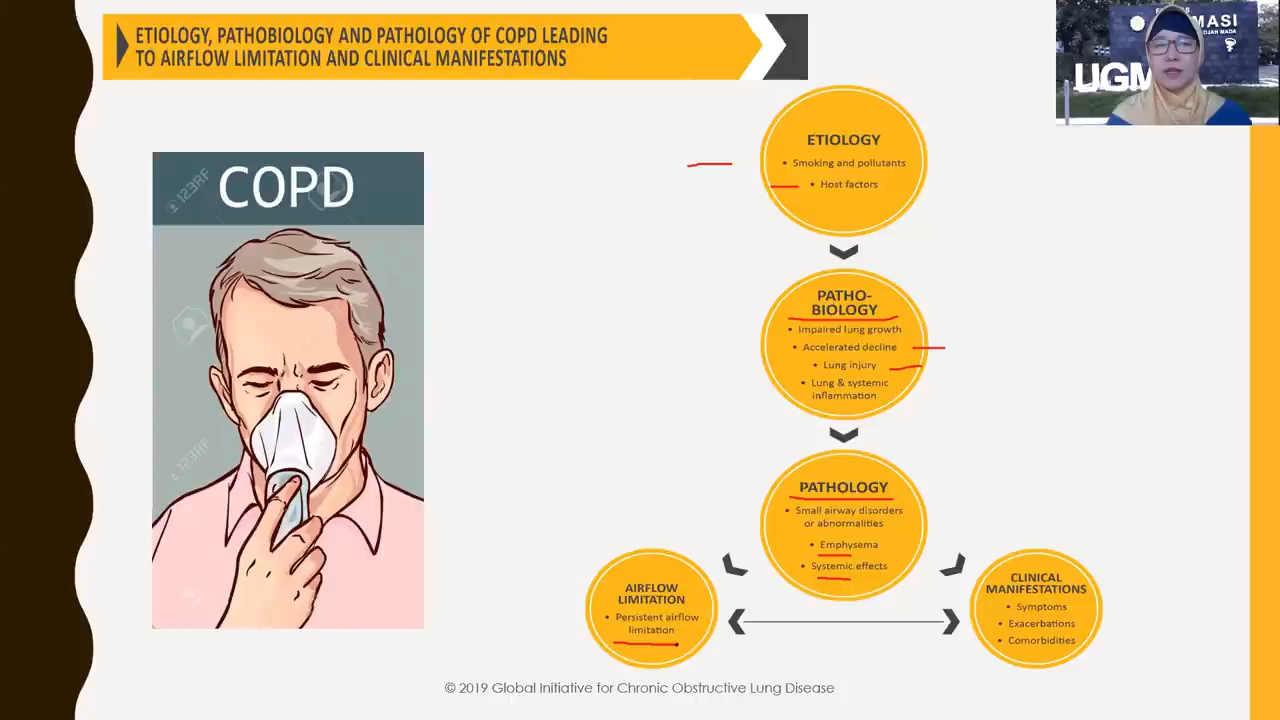 ETIOLOGY, PATHOBIOLOGY AND PATHOLOGY OF COPD LEADING
TO AIRFLOW LIMITATION AND CLINICAL MANIFESTATIONS
MASI
UGM
COPD
123RF
123RF
ETIOLOGY
• Smoking and pollutants
• Host factors
PATHO-
BIOLOGY
• Impaired lung growth
• Accelerated decline
• Lung injury
• Lung & systemic
inflammation
PATHOLOGY
• Small airway disorders
or abnormalities
• Emphysema
• Systemic effects
AIRFLOW
LIMITATION
• Persistent airflow
limitation
CLINICAL
MANIFESTATIONS
• Symptoms
• Exacerbations
• Comorbidities
© 2019 Global Initiative for Chronic Obstructive Lung Disease